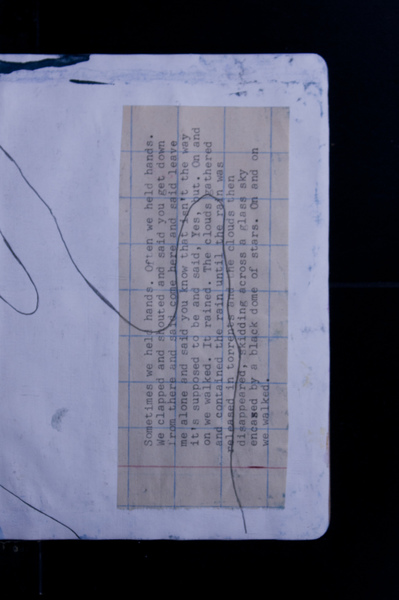 Sometimes we held hands. Often we held hands.
We clapped and shouted and said you get down
from there and said come here and said leave
me alone and said you know that isn't the way
it's supposed to be and said, Yes, but. On and
on we walked. It rained. The clouds gathered
and contained the rain until the rain was
released in torrents and the clouds then
disappeared, skidding across a glass sky
encased by a black dome of stars. On and on
we walked.